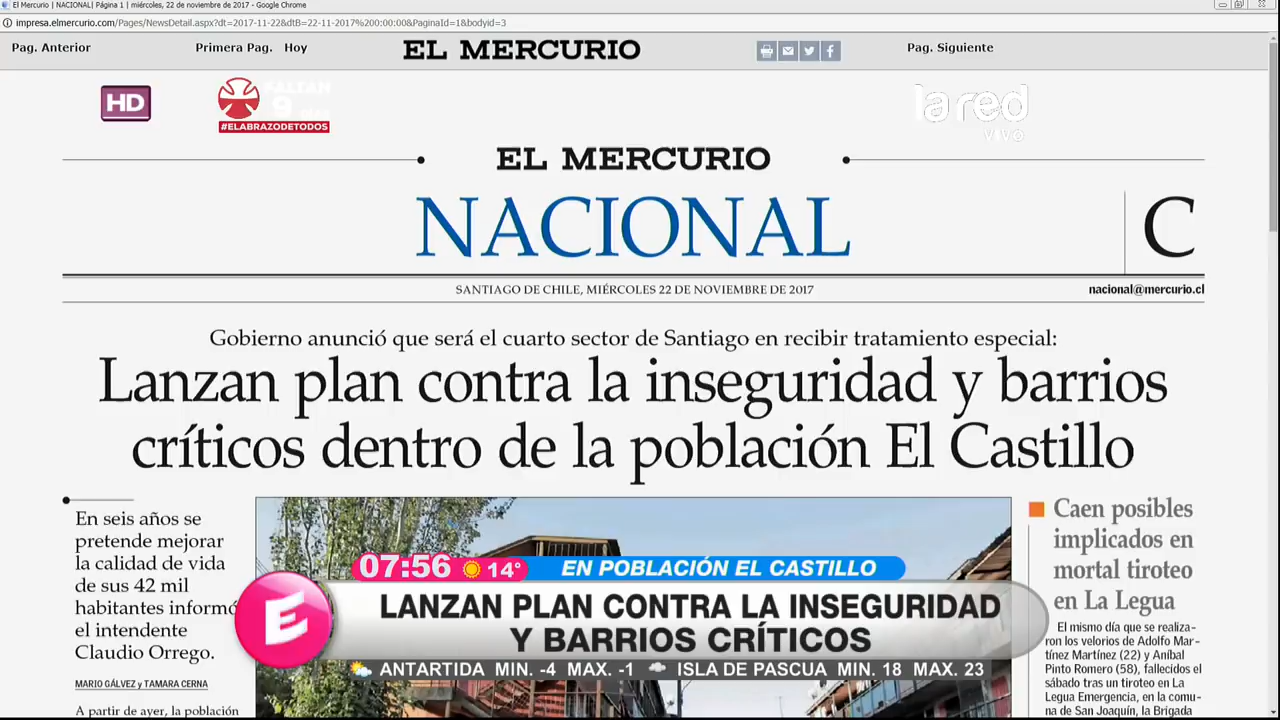 El Mercurio | NACIONAL| Página 1 | miércoles, 22 de noviembre de 2017 - Google Chrome
impresa.elmercurio.com/Pages/NewsDetail.aspx?dt=2017-11-22&dtB=22-11-2017%200:00:00&PaginaId=1&bodyid=3
Pag. Anterior
Primera Pag. Hoy
EL MERCURIO
Pag. Siguiente
HD
FALTAN
9
#ELABRAZODETODOS
la red
VIVO
EL MERCURIO
NACIONAL
C
SANTIAGO DE CHILE, MIÉRCOLES 22 DE NOVIEMBRE DE 2017
nacional@mercurio.cl
Gobierno anunció que será el cuarto sector de Santiago en recibir tratamiento especial:
Lanzan plan contra la inseguridad y barrios
críticos dentro de la población El Castillo
En seis años se
pretende mejorar
la calidad de vida
de sus 42 mil
habitantes informó
el intendente
Claudio Orrego.
MARIO GÁLVEZ y TAMARA CERNA
A partir de ayer, la población
Caen posibles
implicados en
mortal tiroteo
en La Legua
El mismo día que se realiza-
ron los velorios de Adolfo Mar-
tínez Martínez (22) y Aníbal
Pinto Romero (58), fallecidos el
sábado tras un tiroteo en La
Legua Emergencia, en la comu-
na de San Joaquín, la Brigada
07:56
14°
EN POBLACIÓN EL CASTILLO
E
LANZAN PLAN CONTRA LA INSEGURIDAD
Y BARRIOS CRÍTICOS
ANTARTIDA MIN. -4 MAX. -1
ISLA DE PASCUA MIN. 18 MAX. 23